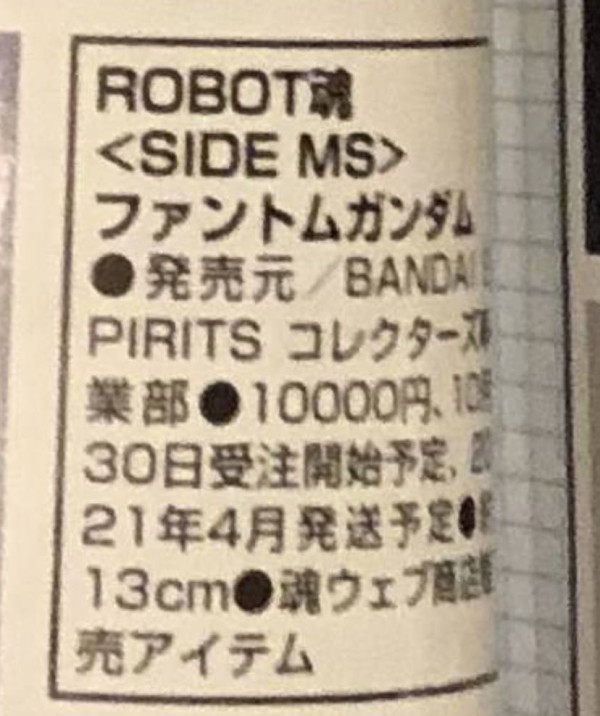 ROBOT魂
<SIDE MS>
ファントムガンダム
●発売元/BANDAI
PIRITS コレクターズ
業部●10000円、10
30日受注開始予定、20
21年4月発送予定●
13cm●魂ウェブ商店
売アイテム